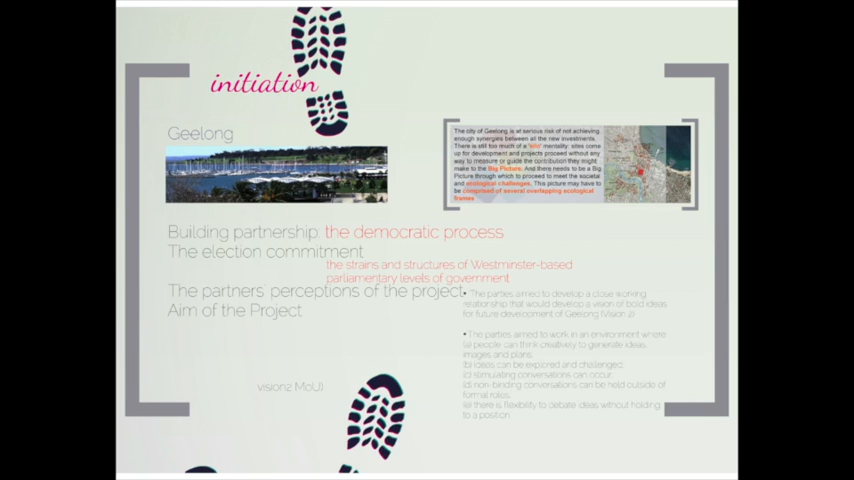 initiation
Geelong
The city of Geelong is at serious risk of not achieving
enough synergies between all the new investments.
There is still too much of a 'silo' mentality: sites come
up for development and projects proceed without any
way to measure or guide the contribution they might
make to the Big Picture. And there needs to be a Big
Picture through which to proceed to meet the societal
and ecological challenges. This picture may have to
be comprised of several overlapping ecological
frames
Building partnership the democratic process
The election commitment
the strains and structures of Westminster-based
parliamentary levels of government
The partners' perceptions of the project
Aim of the Project
• The parties aimed to develop a close working
relationship that would develop a vision of bold ideas
for future development of Geelong (Vision 2)
• The parties aimed to work in an environment where
(a) people can think creatively to generate ideas,
images and plans.
(b) ideas can be explored and challenged.
(c) stimulating conversations can occur.
(d) non-binding conversations can be held outside of
formal roles.
(e) there is flexibility to debate ideas without holding
to a position.
vision2 MoU)